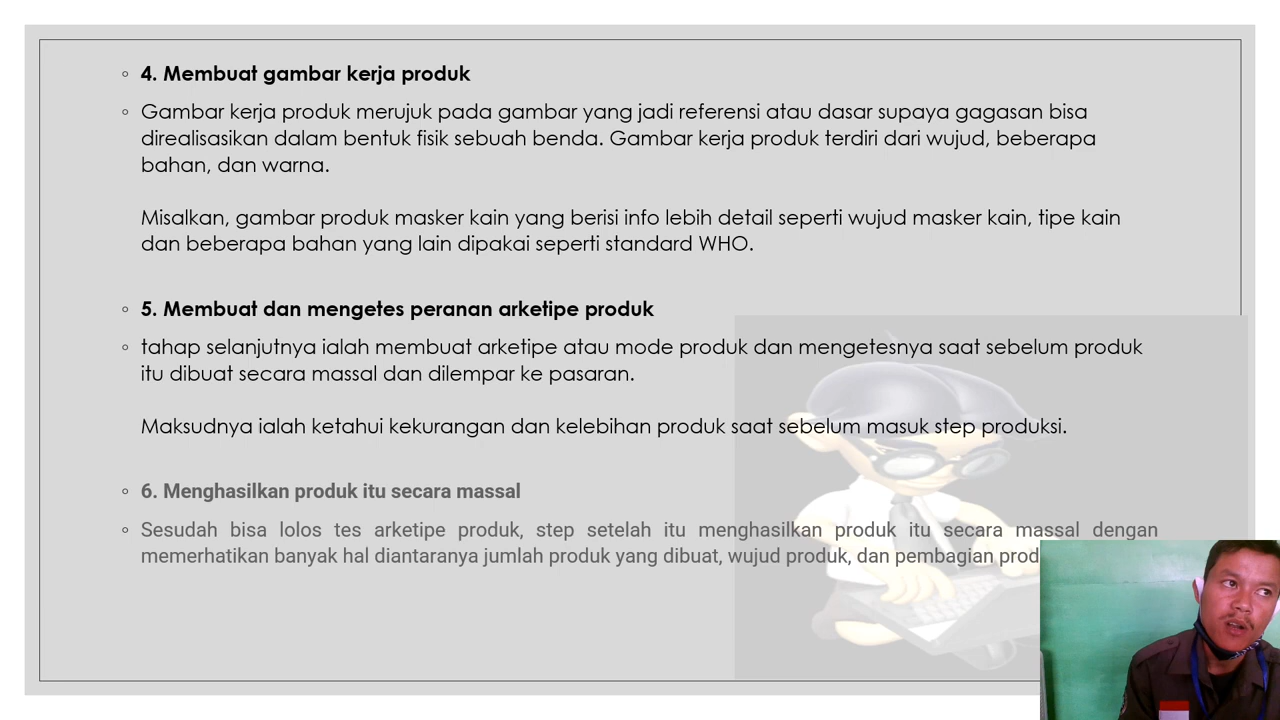 4. Membuat gambar kerja produk
Gambar kerja produk merujuk pada gambar yang jadi referensi atau dasar supaya gagasan bisa
direalisasikan dalam bentuk fisik sebuah benda. Gambar kerja produk terdiri dari wujud, beberapa
bahan, dan warna.
Misalkan, gambar produk masker kain yang berisi info lebih detail seperti wujud masker kain, tipe kain
dan beberapa bahan yang lain dipakai seperti standard WHO.
5. Membuat dan mengetes peranan arketipe produk
tahap selanjutnya ialah membuat arketipe atau mode produk dan mengetesnya saat sebelum produk
itu dibuat secara massal dan dilempar ke pasaran.
Maksudnya ialah ketahui kekurangan dan kelebihan produk saat sebelum masuk step produksi.
6. Menghasilkan produk itu secara massal
Sesudah bisa lolos tes arketipe produk, step setelah itu menghasilkan produk itu secara massal dengan
memerhatikan banyak hal diantaranya jumlah produk yang dibuat, wujud produk, dan pembagian